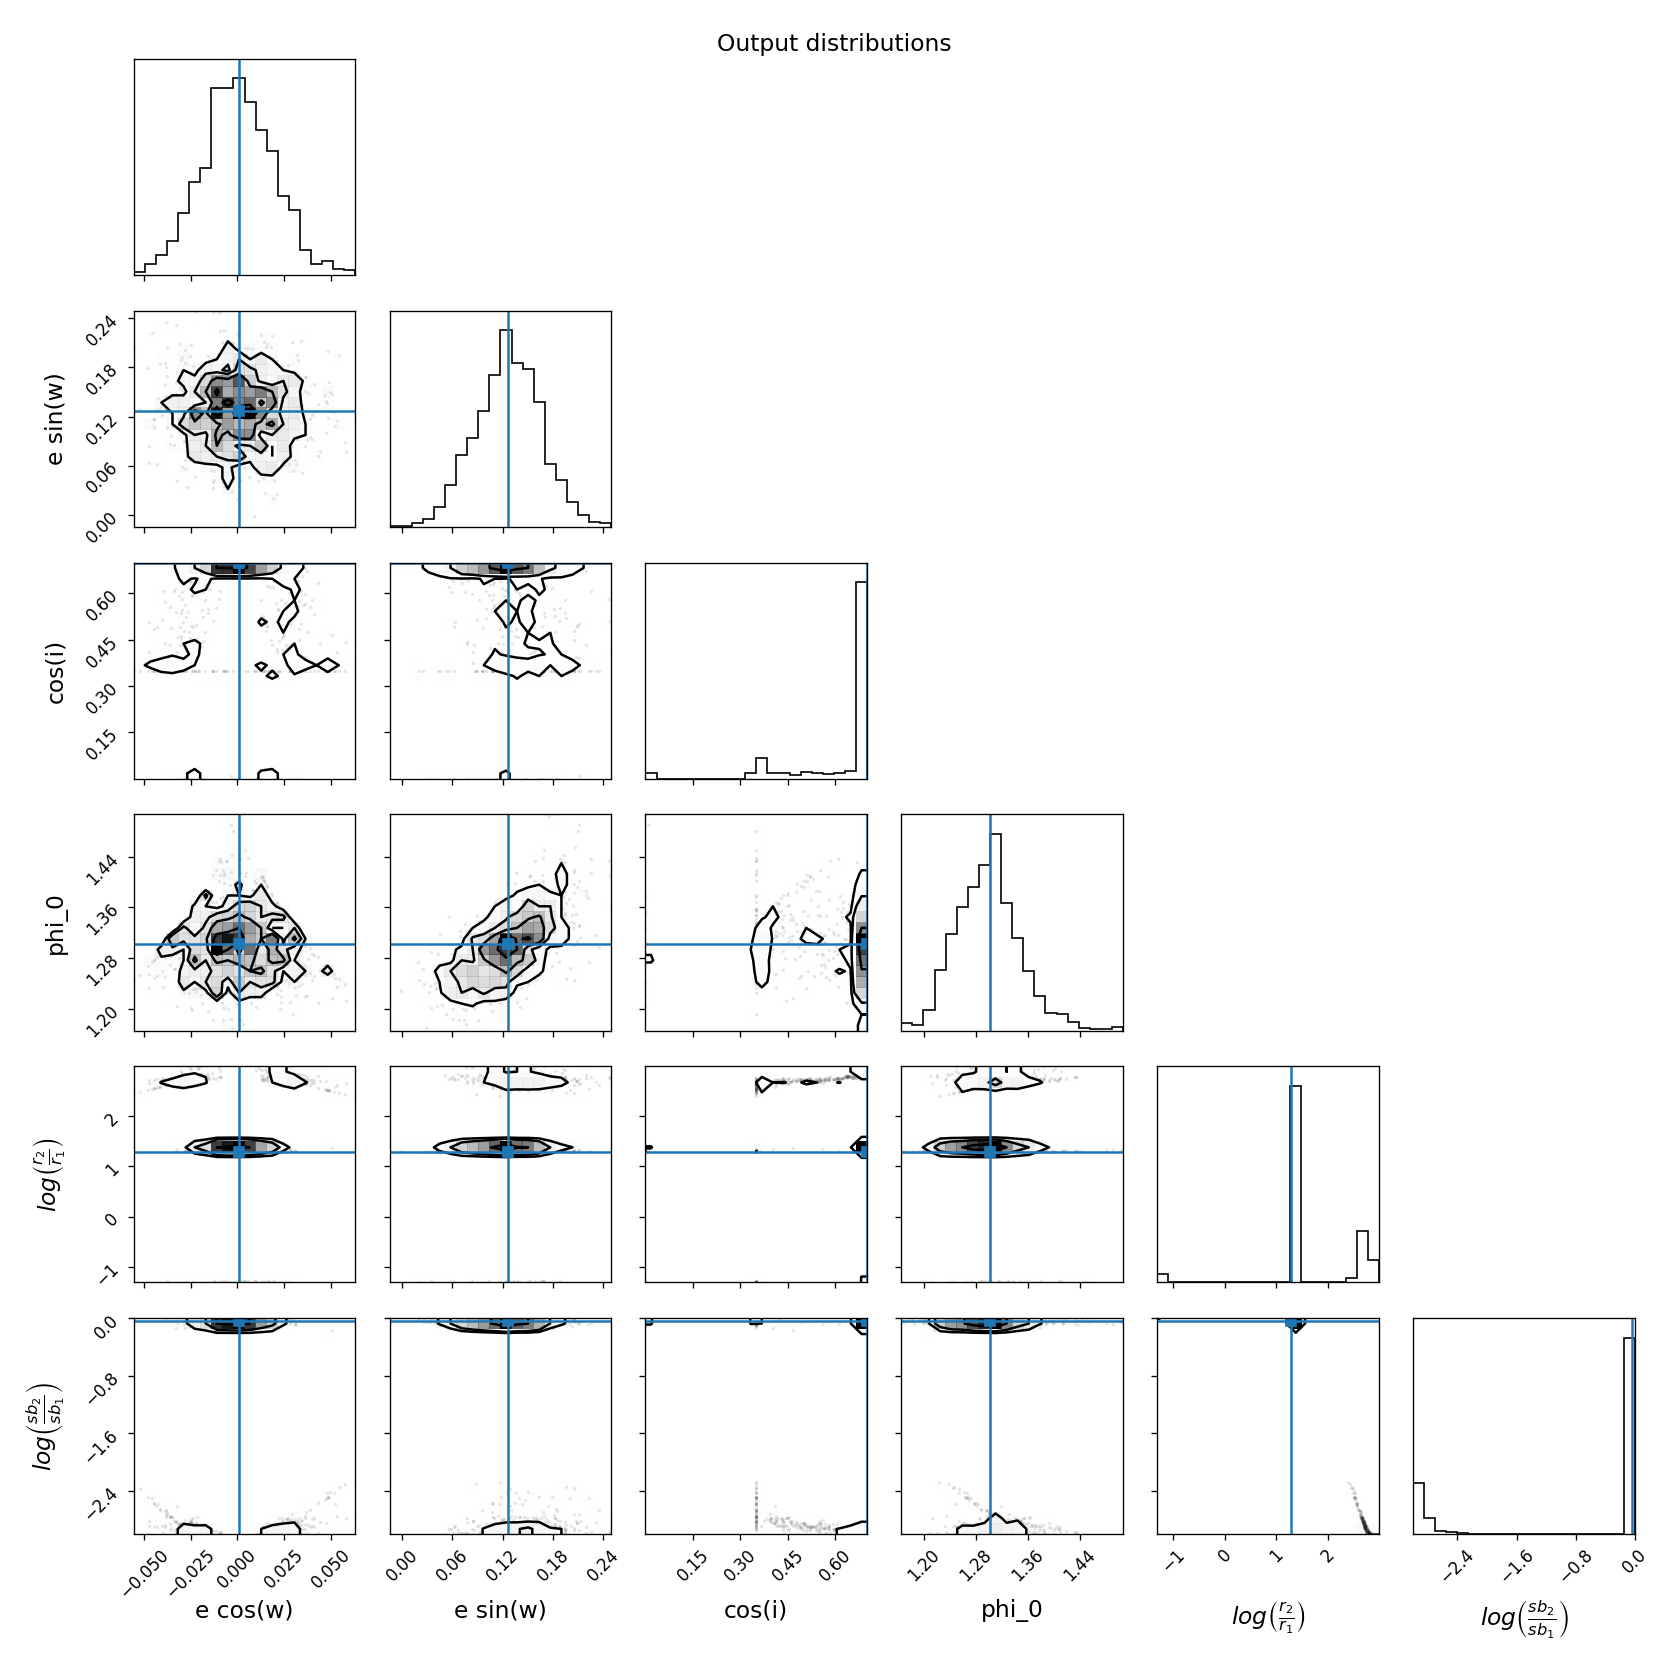 Output distributions
e sin(w)
0.24
0.18
0.12
0.06
0.00
cos(i)
0.60
0.45
0.30
0.15
phi_0
1.44
1.36
1.28
1.20
log(r₂/r₁)
2
1
0
−1
log(sb₂/sb₁)
0.0
−0.8
−1.6
−2.4
−0.050 −0.025 0.000 0.025 0.050
e cos(w)
0.00 0.06 0.12 0.18 0.24
e sin(w)
0.15 0.30 0.45 0.60
cos(i)
1.20 1.28 1.36 1.44
phi_0
−1 0 1 2
log(r₂/r₁)
−2.4 −1.6 −0.8 0.0
log(sb₂/sb₁)